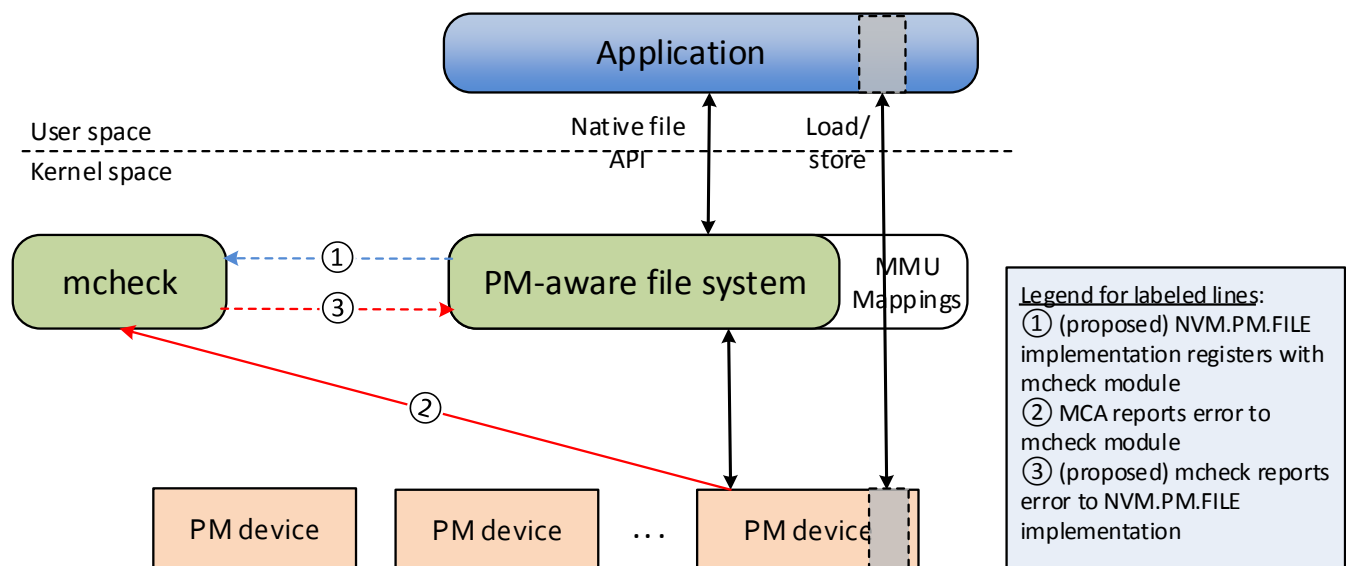 Application
User space
Native file
API
Load/
store
Kernel space
mcheck
①
③
PM-aware file system
MMU
Mappings
②
PM device
PM device
...
PM device
Legend for labeled lines:
① (proposed) NVM.PM.FILE
implementation registers with
mcheck module
② MCA reports error to
mcheck module
③ (proposed) mcheck reports
error to NVM.PM.FILE
implementation